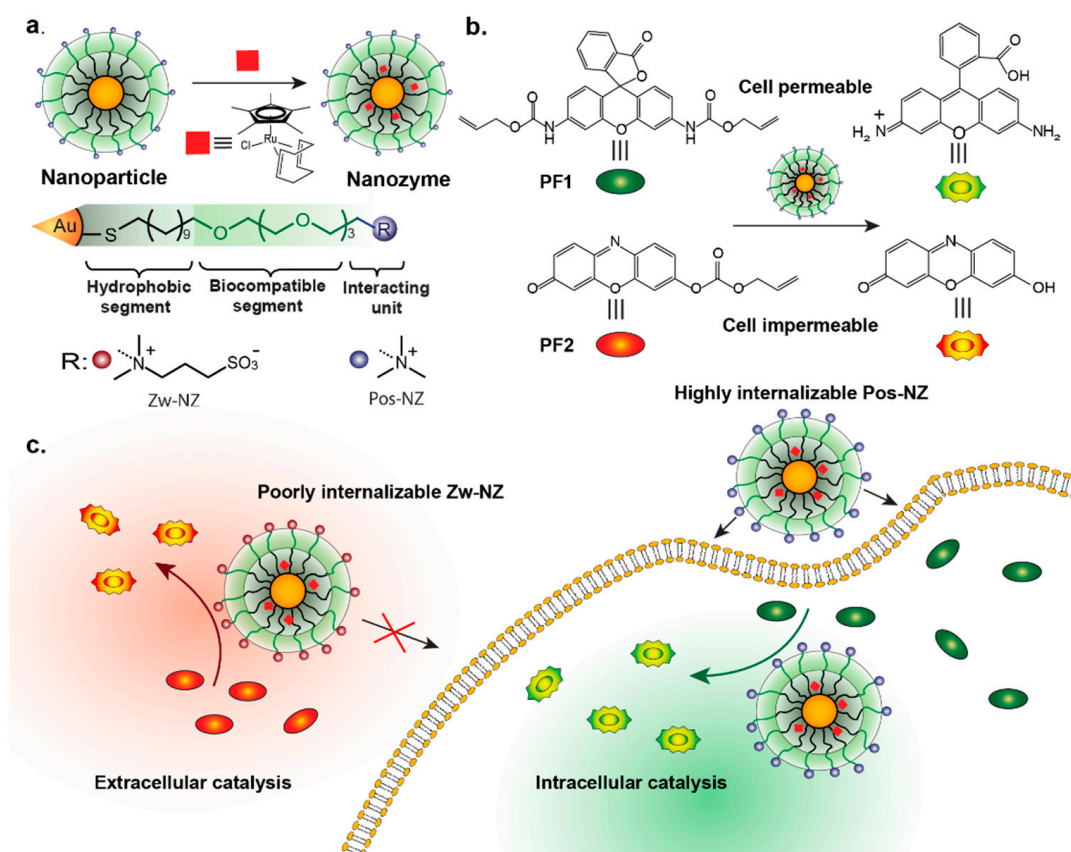 a.
Nanoparticle
Cl
Ru
Nanozyme
Au
S
9
O
O
3
R
Hydrophobic
segment
Biocompatible
segment
Interacting
unit
R:
N+
SO3−
Zw-NZ
N+
Pos-NZ
b.
O
O
O
O
N
H
O
N
H
O
O
PF1
Cell permeable
O
OH
+
N
H2
O
NH2
N
O
O
O
O
O
PF2
Cell impermeable
N
O
O
OH
c.
Highly internalizable Pos-NZ
Poorly internalizable Zw-NZ
Extracellular catalysis
Intracellular catalysis